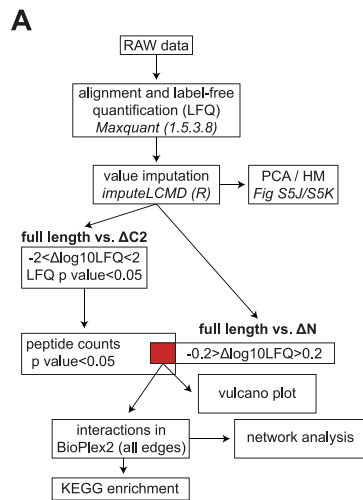 A
RAW data
alignment and label-free
quantification (LFQ)
Maxquant (1.5.3.8)
value imputation
imputeLCMD (R)
PCA / HM
Fig S5J/S5K
full length vs. ΔC2
-2<Δlog10LFQ<2
LFQ p value<0.05
full length vs. ΔN
peptide counts
p value<0.05
-0.2>Δlog10LFQ>0.2
vulcano plot
interactions in
BioPlex2 (all edges)
network analysis
KEGG enrichment